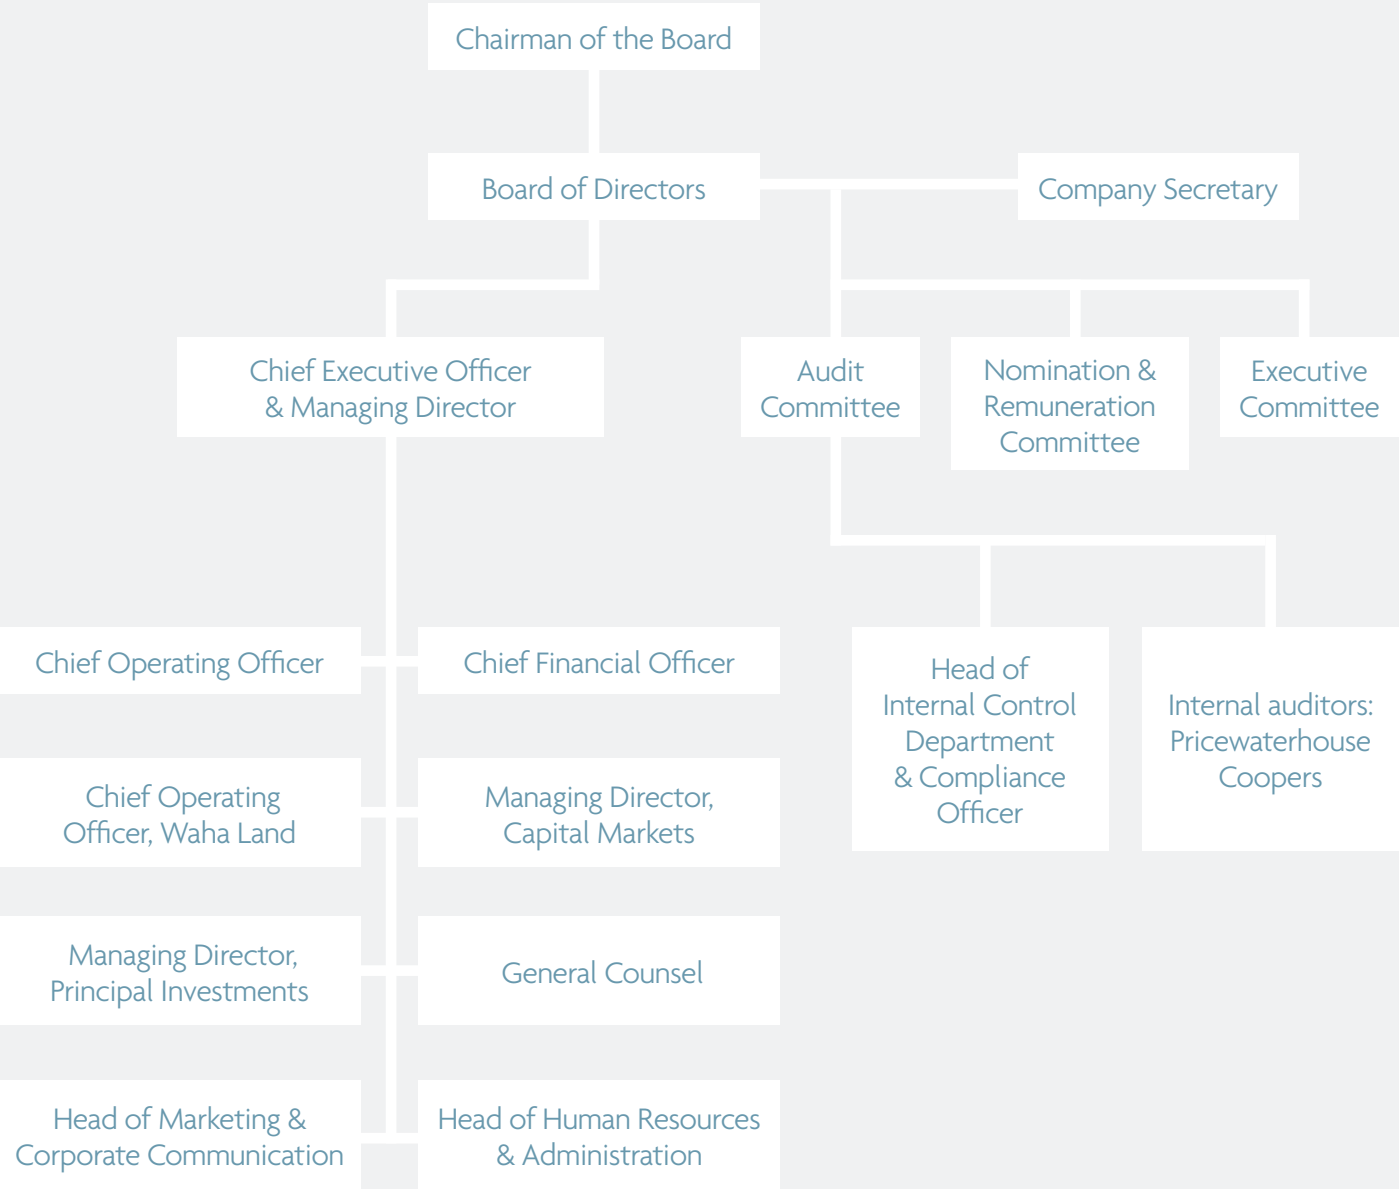 Chairman of the Board
Board of Directors
Company Secretary
Chief Executive Officer
& Managing Director
Audit
Committee
Nomination &
Remuneration
Committee
Executive
Committee
Chief Operating Officer
Chief Financial Officer
Head of
Internal Control
Department
& Compliance
Officer
Internal auditors:
Pricewaterhouse
Coopers
Chief Operating
Officer, Waha Land
Managing Director,
Capital Markets
Managing Director,
Principal Investments
General Counsel
Head of Marketing &
Corporate Communication
Head of Human Resources
& Administration